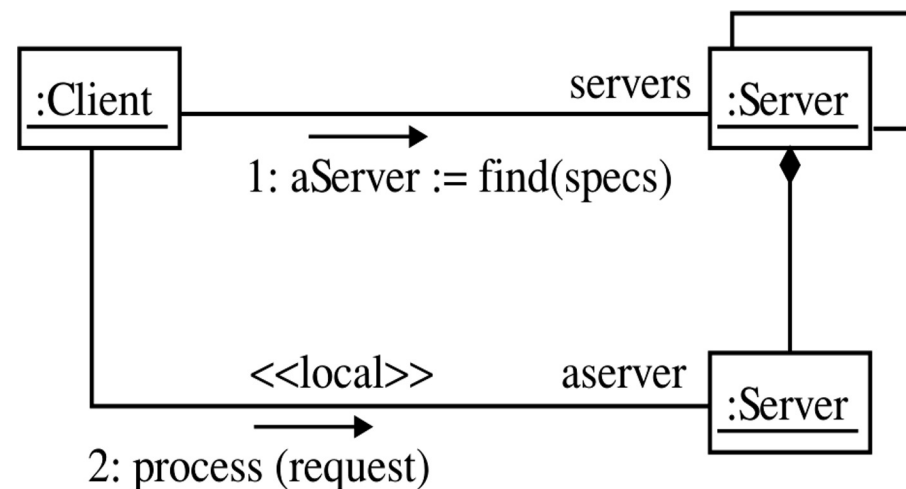 :Client
servers
:Server
1: aServer := find(specs)
<<local>>
aserver
:Server
2: process (request)